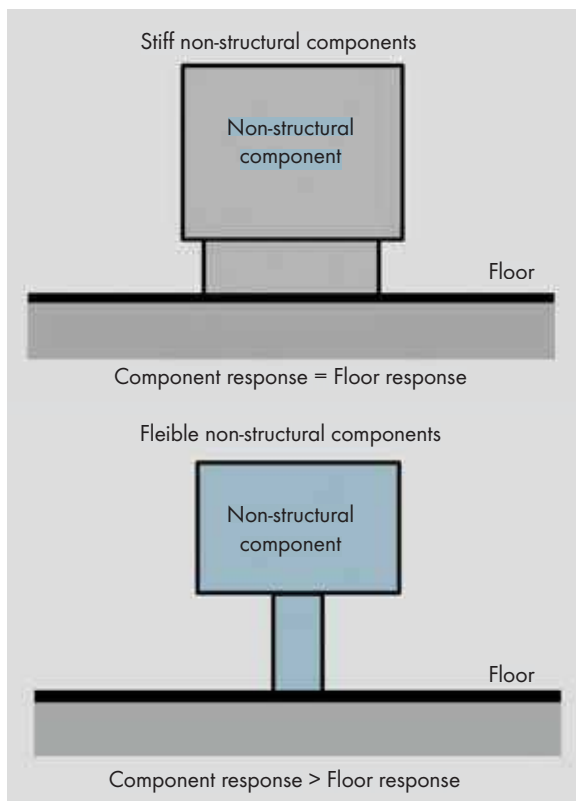 Stiff non-structural components
Non-structural
component
Floor
Component response = Floor response
Fleible non-structural components
Non-structural
component
Floor
Component response > Floor response